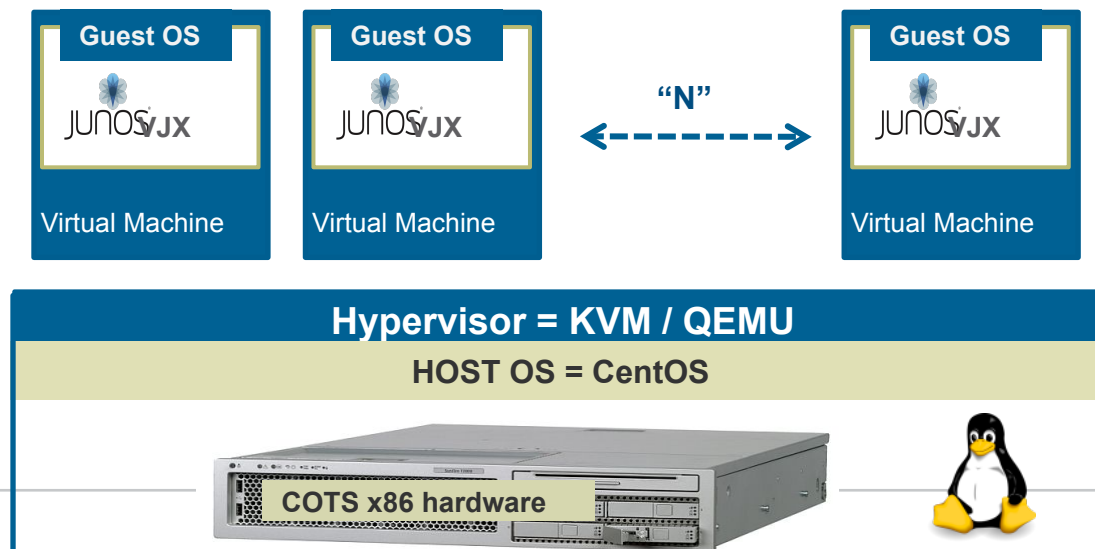 Guest OS
Guest OS
Guest OS
JUNOS VJX
JUNOS VJX
“N”
JUNOS VJX
Virtual Machine
Virtual Machine
Virtual Machine
Hypervisor = KVM / QEMU
HOST OS = CentOS
COTS x86 hardware